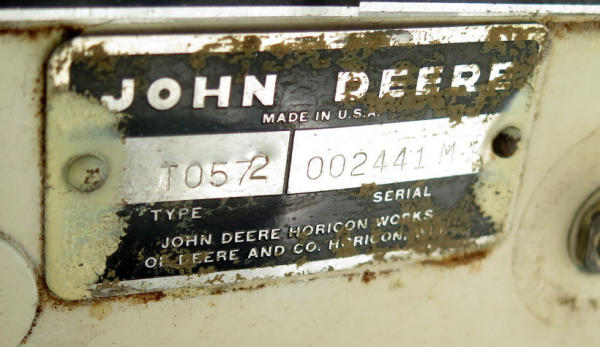 JOHN DEERE
MADE IN U.S.A.
T0572 002441 M
TYPE SERIAL
JOHN DEERE HORICON WORKS
OF DEERE AND CO. HORICON,